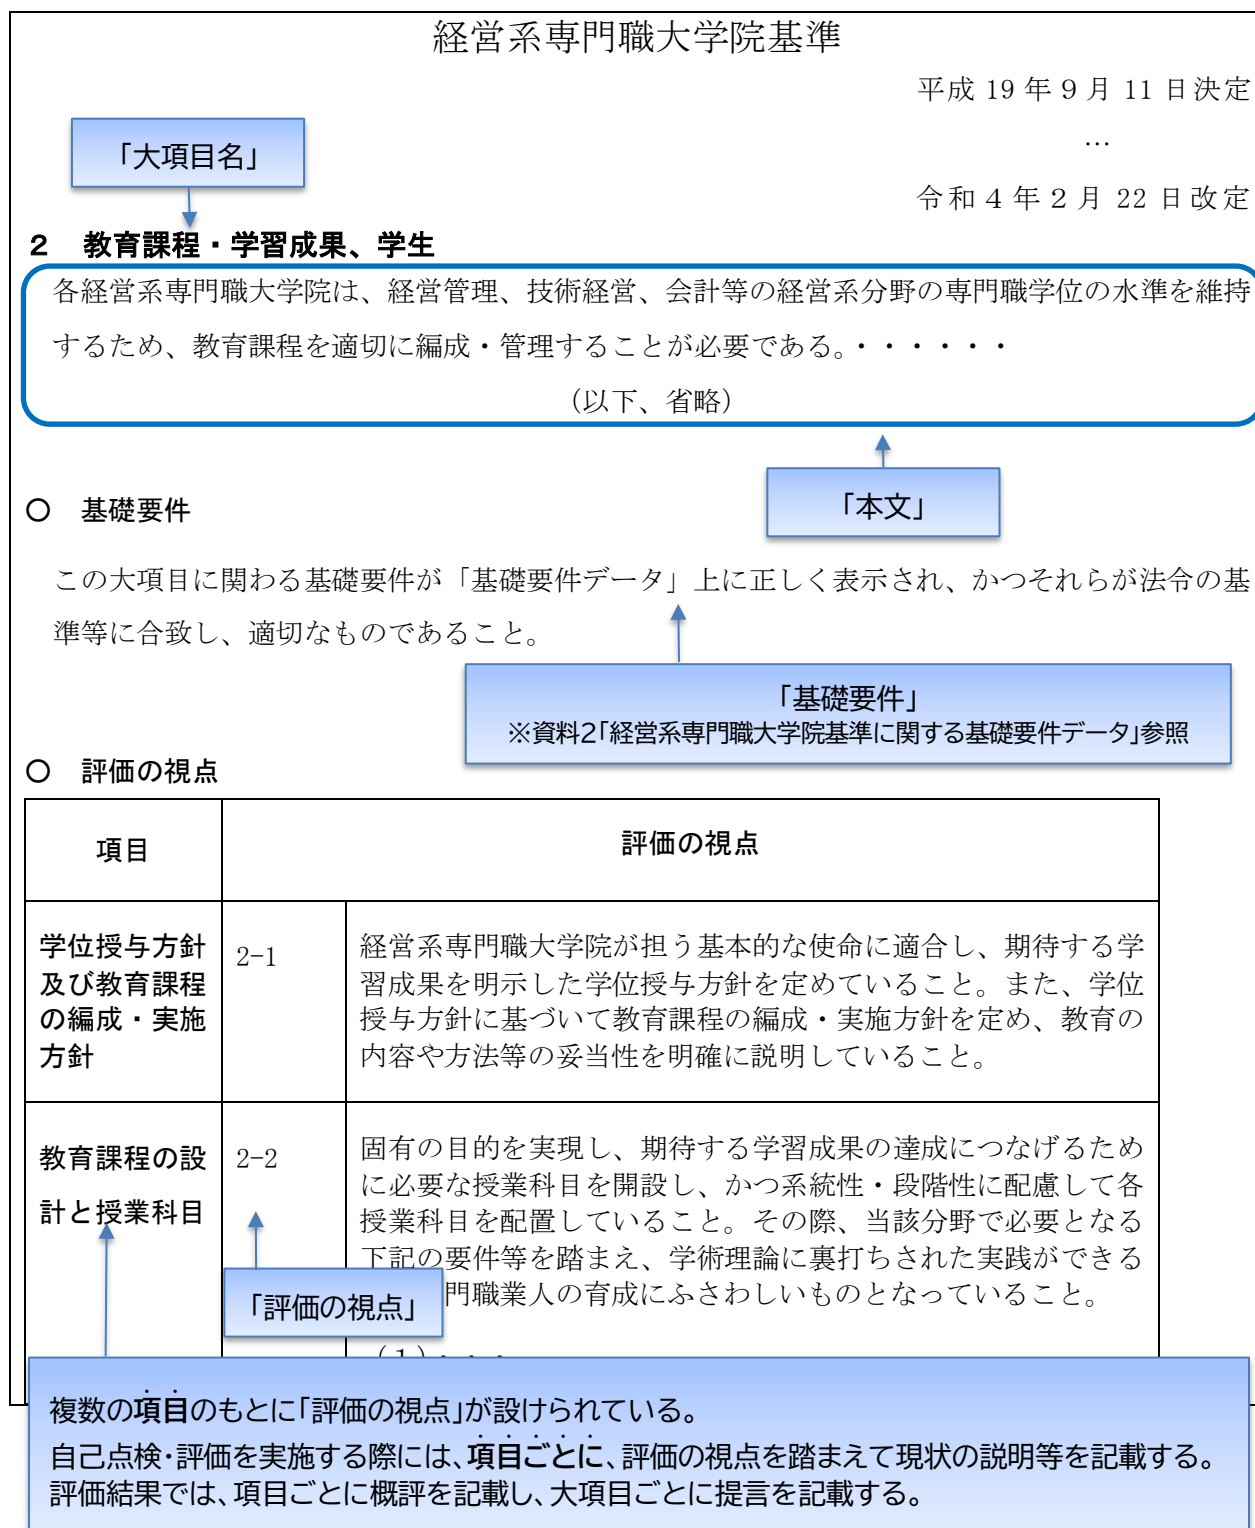 経営系専門職大学院基準
平成 19 年 9 月 11 日決定
…
令和 4 年 2 月 22 日改定
「大項目名」
2 教育課程・学習成果、学生
各経営系専門職大学院は、経営管理、技術経営、会計等の経営系分野の専門職学位の水準を維持
するため、教育課程を適切に編成・管理することが必要である。・・・・・・
（以下、省略）
「本文」
○ 基礎要件
この大項目に関わる基礎要件が「基礎要件データ」上に正しく表示され、かつそれらが法令の基
準等に合致し、適切なものであること。
「基礎要件」
※資料2「経営系専門職大学院基準に関する基礎要件データ」参照
○ 評価の視点
項目
評価の視点
学位授与方針
及び教育課程
の編成・実施
方針
2-1
経営系専門職大学院が担う基本的な使命に適合し、期待する学
習成果を明示した学位授与方針を定めていること。また、学位
授与方針に基づいて教育課程の編成・実施方針を定め、教育の
内容や方法等の妥当性を明確に説明していること。
教育課程の設
計と授業科目
2-2
固有の目的を実現し、期待する学習成果の達成につなげるため
に必要な授業科目を開設し、かつ系統性・段階性に配慮して各
授業科目を配置していること。その際、当該分野で必要となる
下記の要件等を踏まえ、学術理論に裏打ちされた実践ができる
門職業人の育成にふさわしいものとなっていること。
「評価の視点」
(1)・・・
複数の項目のもとに「評価の視点」が設けられている。
自己点検・評価を実施する際には、項目ごとに、評価の視点を踏まえて現状の説明等を記載する。
評価結果では、項目ごとに概評を記載し、大項目ごとに提言を記載する。